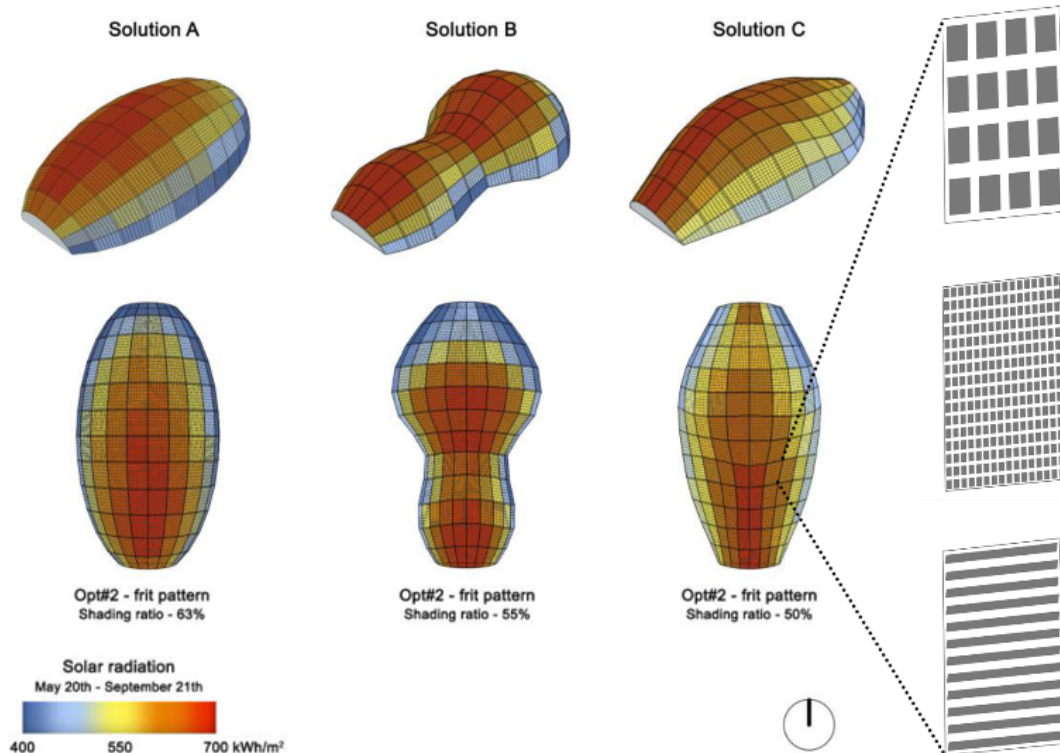 Solution A
Solution B
Solution C
Opt#2 - frit pattern
Shading ratio - 63%
Opt#2 - frit pattern
Shading ratio - 55%
Opt#2 - frit pattern
Shading ratio - 50%
Solar radiation
May 20th - September 21th
400
550
700 kWh/m²